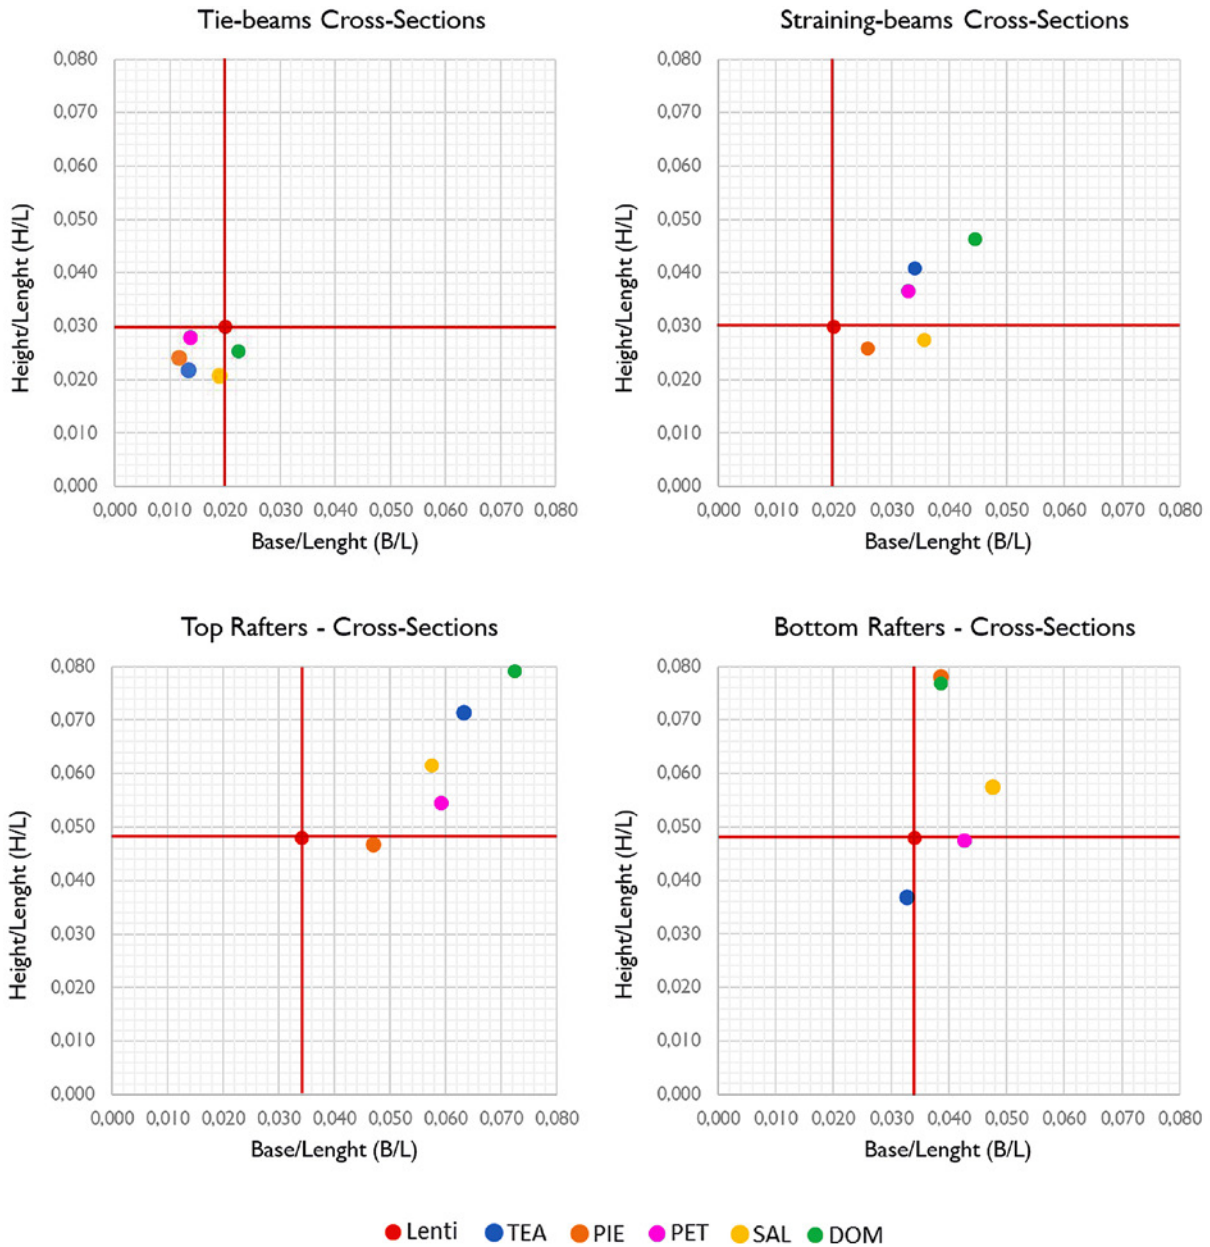 Tie-beams Cross-Sections
0,080
0,070
0,060
0,050
0,040
0,030
0,020
0,010
0,000
Height/Lenght (H/L)
0,000 0,010 0,020 0,030 0,040 0,050 0,060 0,070 0,080
Base/Lenght (B/L)
Straining-beams Cross-Sections
0,080
0,070
0,060
0,050
0,040
0,030
0,020
0,010
0,000
Height/Lenght (H/L)
0,000 0,010 0,020 0,030 0,040 0,050 0,060 0,070 0,080
Base/Lenght (B/L)
Top Rafters - Cross-Sections
0,080
0,070
0,060
0,050
0,040
0,030
0,020
0,010
0,000
Height/Lenght (H/L)
0,000 0,010 0,020 0,030 0,040 0,050 0,060 0,070 0,080
Base/Lenght (B/L)
Bottom Rafters - Cross-Sections
0,080
0,070
0,060
0,050
0,040
0,030
0,020
0,010
0,000
Height/Lenght (H/L)
0,000 0,010 0,020 0,030 0,040 0,050 0,060 0,070 0,080
Base/Lenght (B/L)
Lenti TEA PIE PET SAL DOM